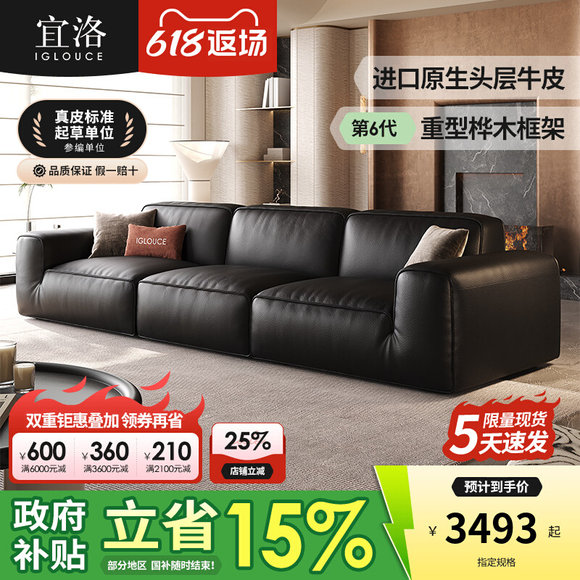 宜洛
IGLOUCE
618返场
进口原生头层牛皮
第6代 重型桦木框架
真皮标准
起草单位
参编单位
品质保证 假一赔十
IGLOUCE
双重钜惠叠加 领券再省
¥600
满6000元减
¥360
满3600元减
¥210
满2100元减
25%
店铺立减
限量现货
5天速发
政府
补贴
立省15%
部分地区 国补随时结束!
预计到手价
¥ 3493 起
指定规格